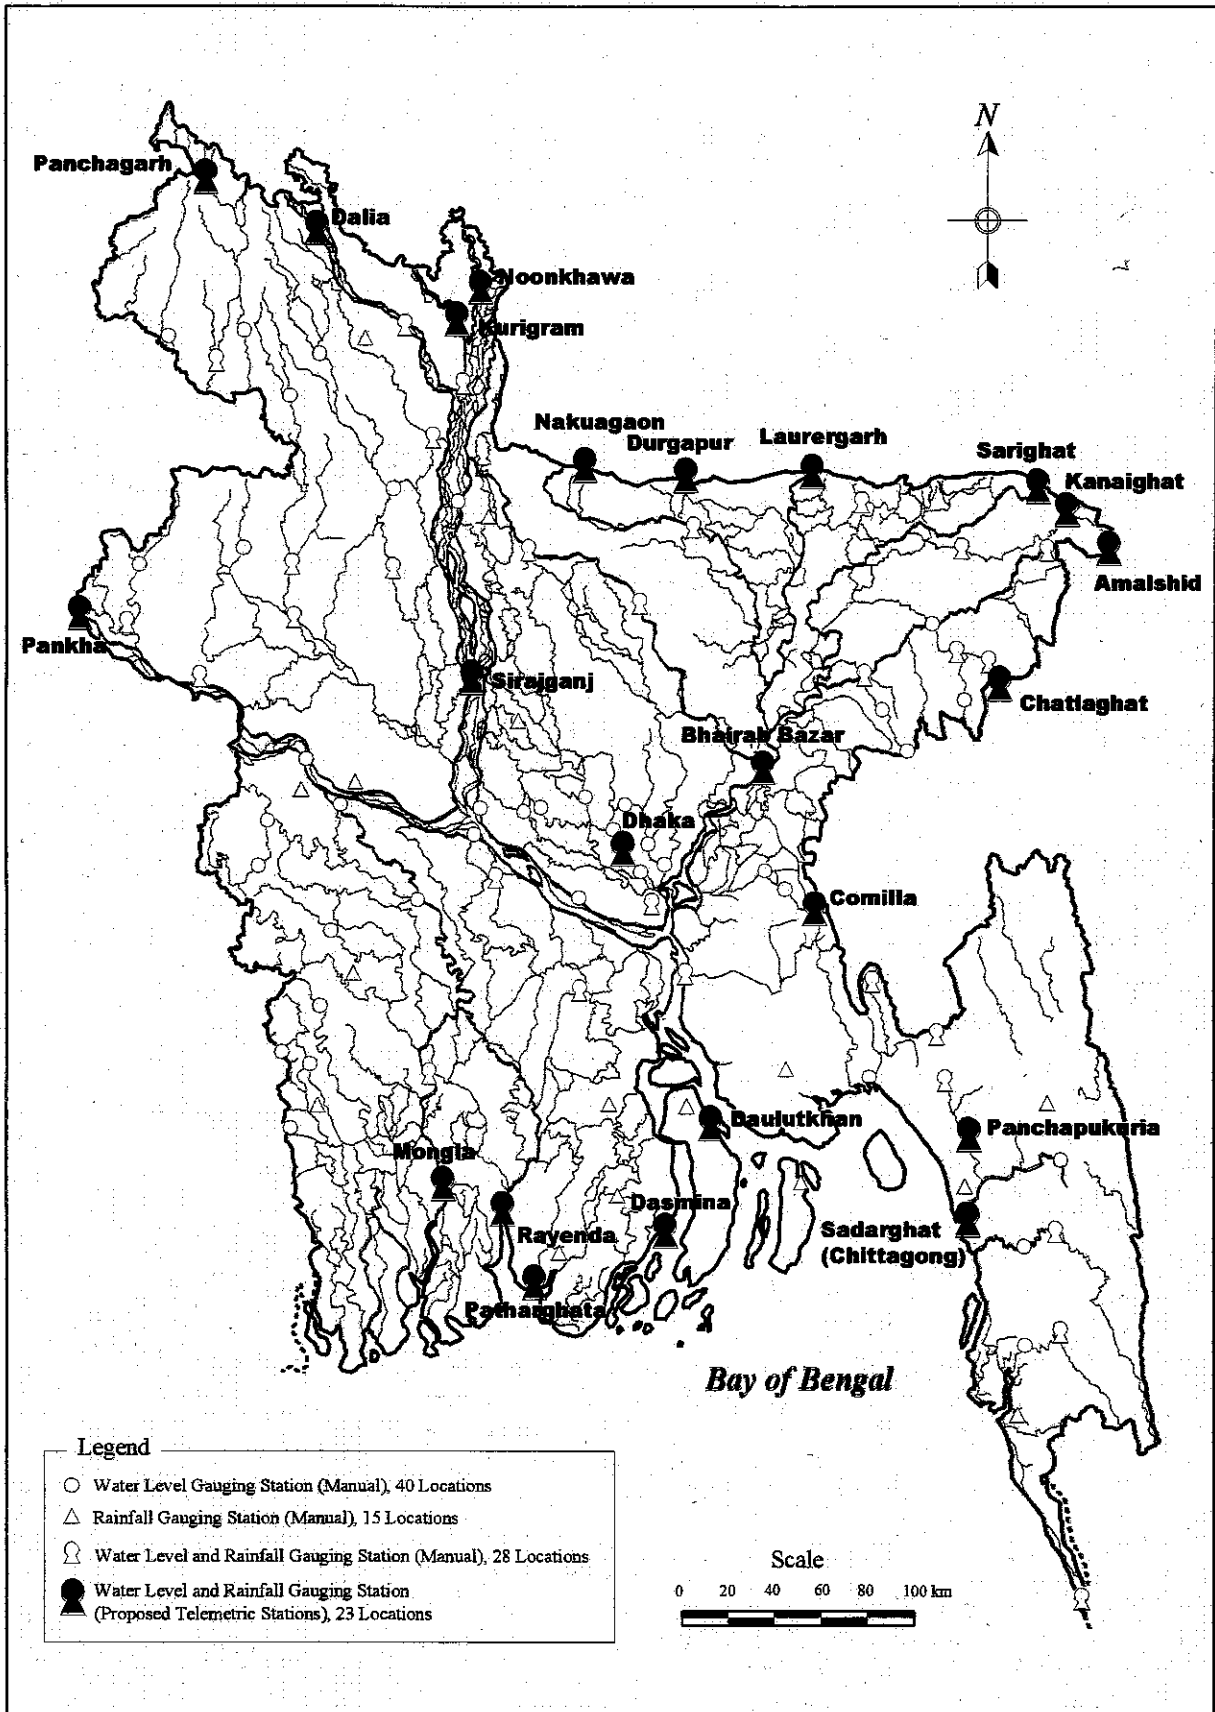 N
Panchagarh
Dalia
Noonkhawa
Kurigram
Nakuagaon
Durgapur
Laurergarh
Sarighat
Kanaighat
Amalshid
Pankha
Sirajganj
Chatlaghat
Bhairab Bazar
Dhaka
Comilla
Daulutkhan
Panchapukuria
Mongla
Dasmina
Rayenda
Sadarghat
(Chittagong)
Patharghata
Bay of Bengal
Legend
Water Level Gauging Station (Manual), 40 Locations
Rainfall Gauging Station (Manual), 15 Locations
Water Level and Rainfall Gauging Station (Manual), 28 Locations
Water Level and Rainfall Gauging Station
(Proposed Telemetric Stations), 23 Locations
Scale
0 20 40 60 80 100 km